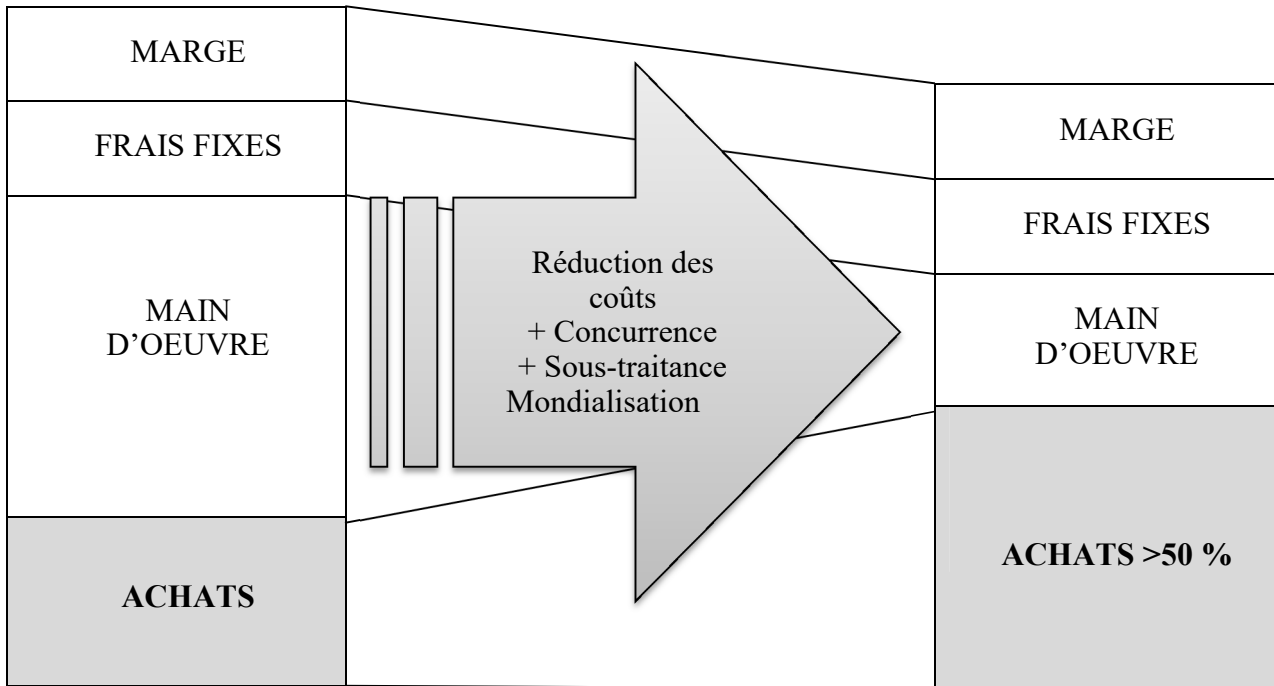 MARGE
FRAIS FIXES
MAIN
D’OEUVRE
ACHATS
Réduction des
coûts
+ Concurrence
+ Sous-traitance
Mondialisation
MARGE
FRAIS FIXES
MAIN
D’OEUVRE
ACHATS >50 %